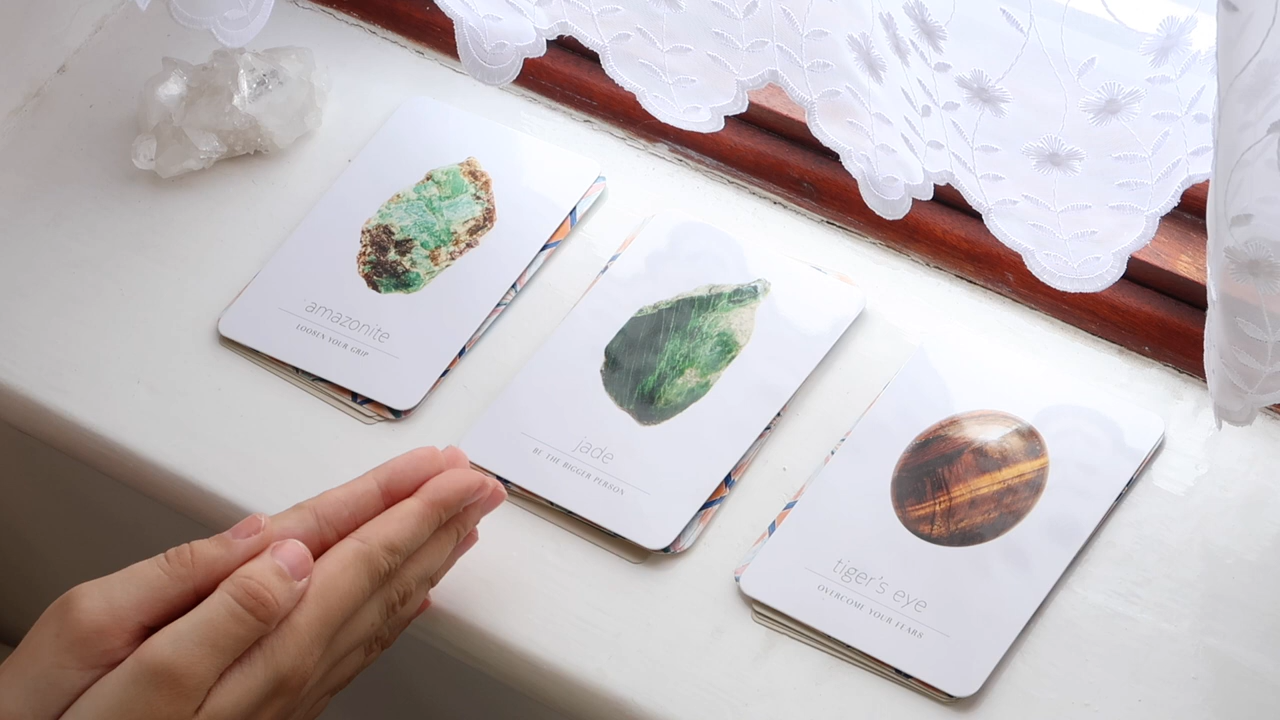 amazonite
LOOSEN YOUR GRIP
jade
BE THE BIGGER PERSON
tiger's eye
OVERCOME YOUR FEARS